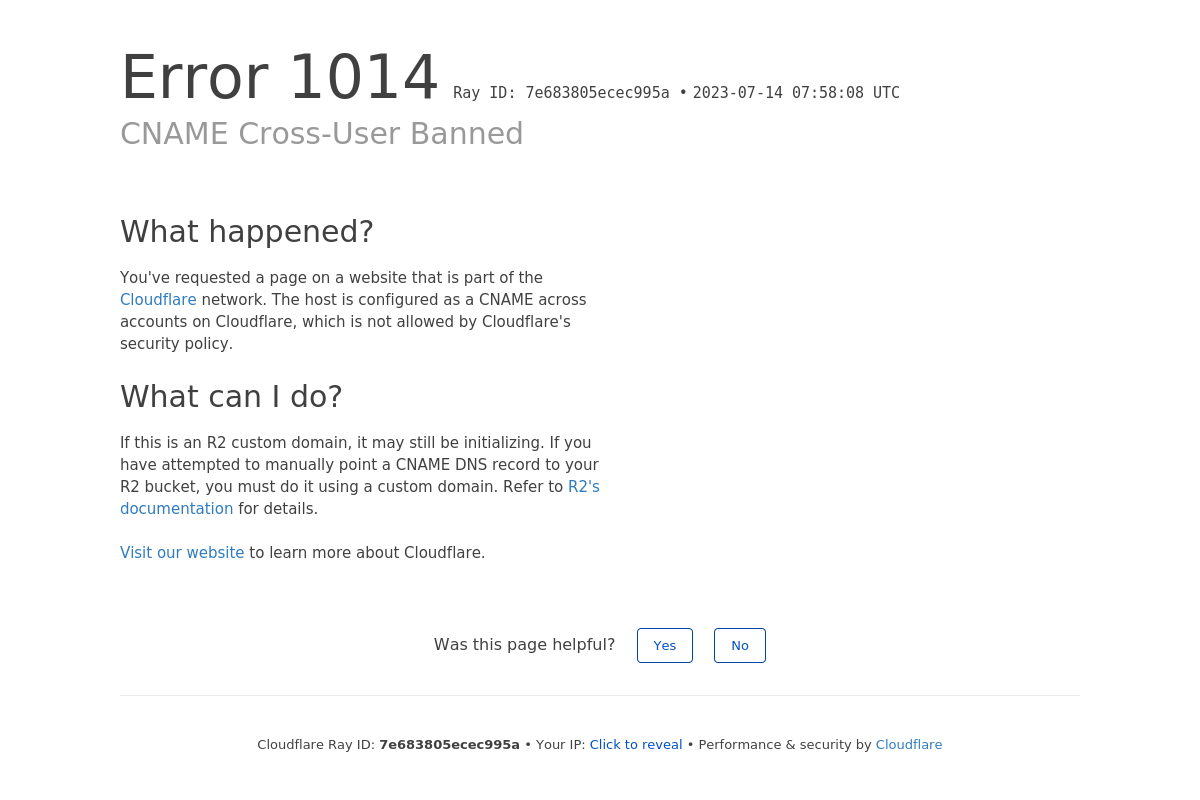 Error 1014 Ray ID: 7e683805ecec995a • 2023-07-14 07:58:08 UTC
CNAME Cross-User Banned
What happened?
You've requested a page on a website that is part of the
Cloudflare network. The host is configured as a CNAME across
accounts on Cloudflare, which is not allowed by Cloudflare's
security policy.
What can I do?
If this is an R2 custom domain, it may still be initializing. If you
have attempted to manually point a CNAME DNS record to your
R2 bucket, you must do it using a custom domain. Refer to R2's
documentation for details.
Visit our website to learn more about Cloudflare.
Was this page helpful? Yes No
Cloudflare Ray ID: 7e683805ecec995a • Your IP: Click to reveal • Performance & security by Cloudflare